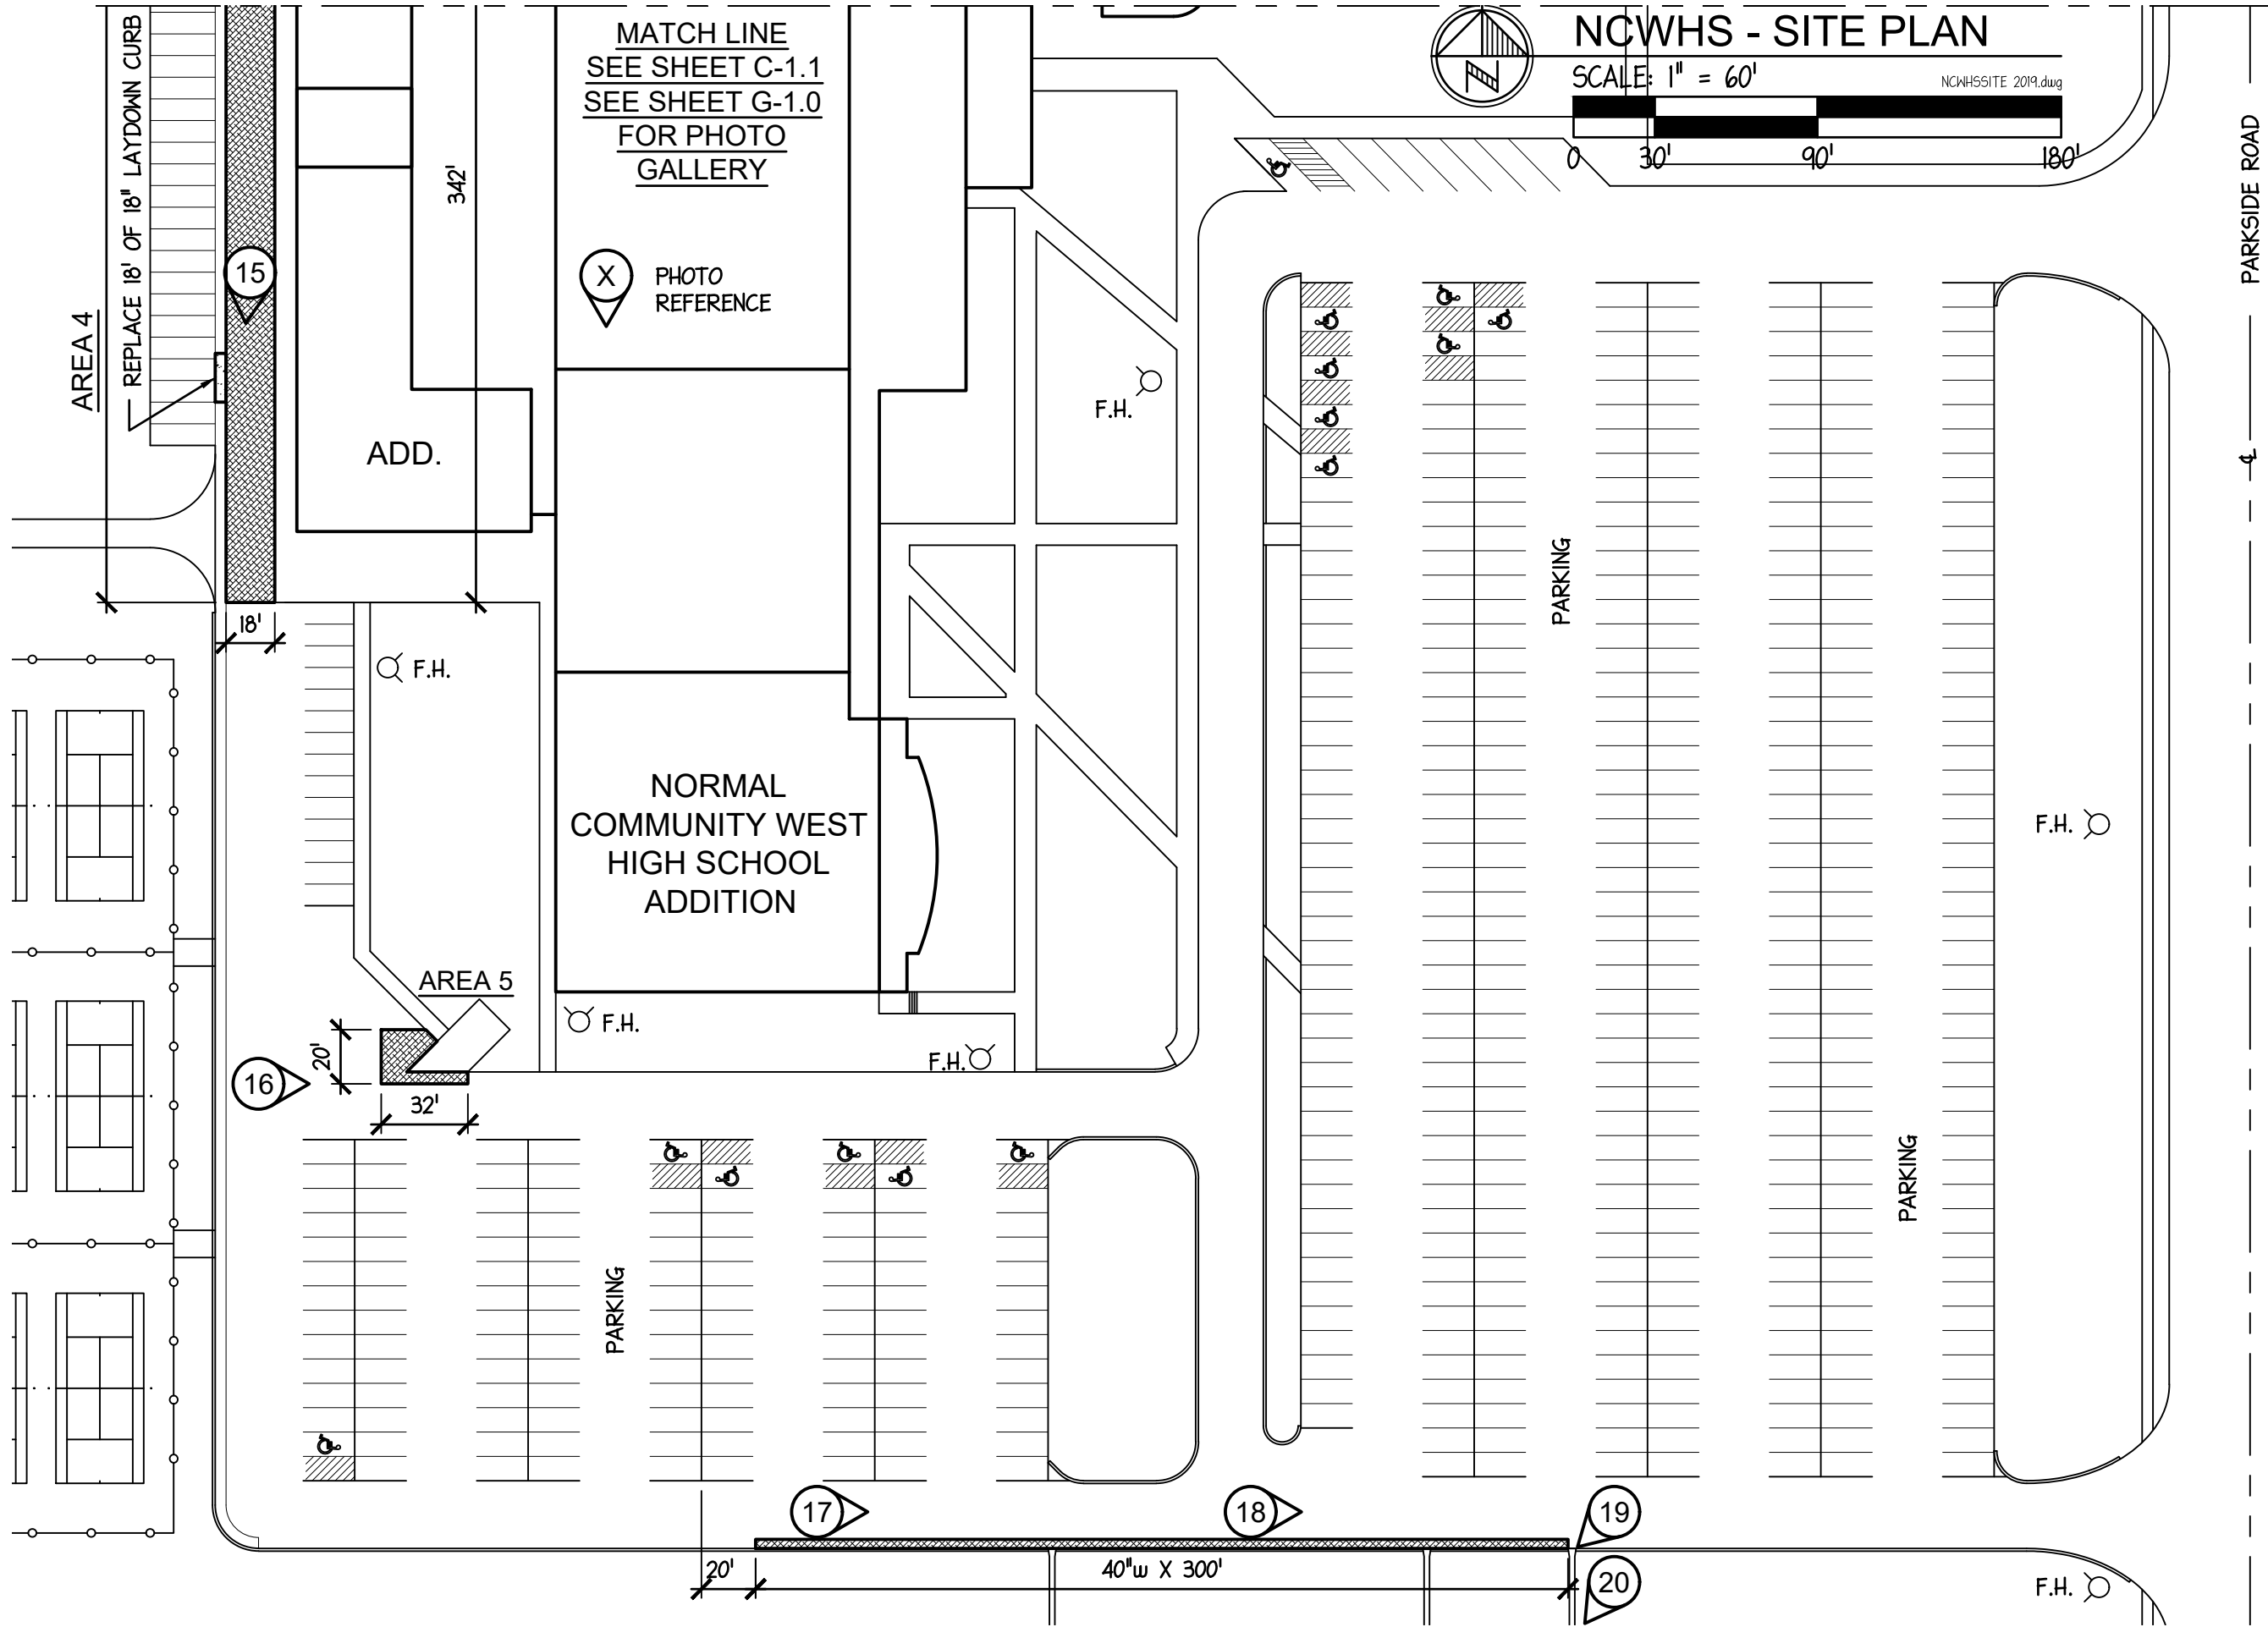 MATCH LINE
SEE SHEET C-1.1
SEE SHEET G-1.0
FOR PHOTO
GALLERY
NCWHS - SITE PLAN
SCALE: 1" = 60'
NCWHSSITE 2019.dwg
0 30' 90' 180'
N
PARKSIDE ROAD
℄
AREA 4
REPLACE 18' OF 18" LAYDOWN CURB
15
342'
X
PHOTO
REFERENCE
F.H.
ADD.
PARKING
18'
F.H.
NORMAL
COMMUNITY WEST
HIGH SCHOOL
ADDITION
F.H.
AREA 5
F.H.
F.H.
20'
16
32'
PARKING
PARKING
17
18
19
20'
40"w X 300'
20
F.H.